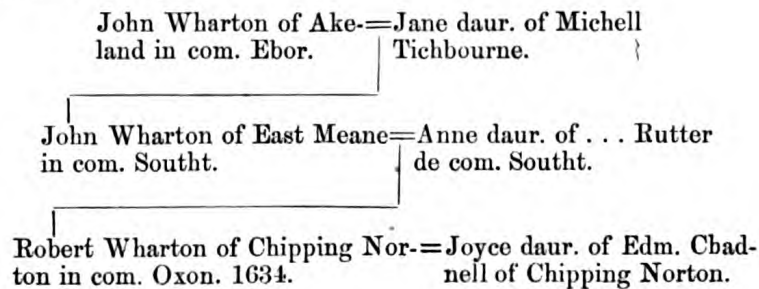 John Wharton of Ake-=Jane daur. of Michell
land in com. Ebor. Tichbourne.
John Wharton of East Meane=Anne daur. of . . . Rutter
in com. Southt. de com. Southt.
Robert Wharton of Chipping Nor-=Joyce daur. of Edm. Chad-
ton in com. Oxon. 1634. nell of Chipping Norton.